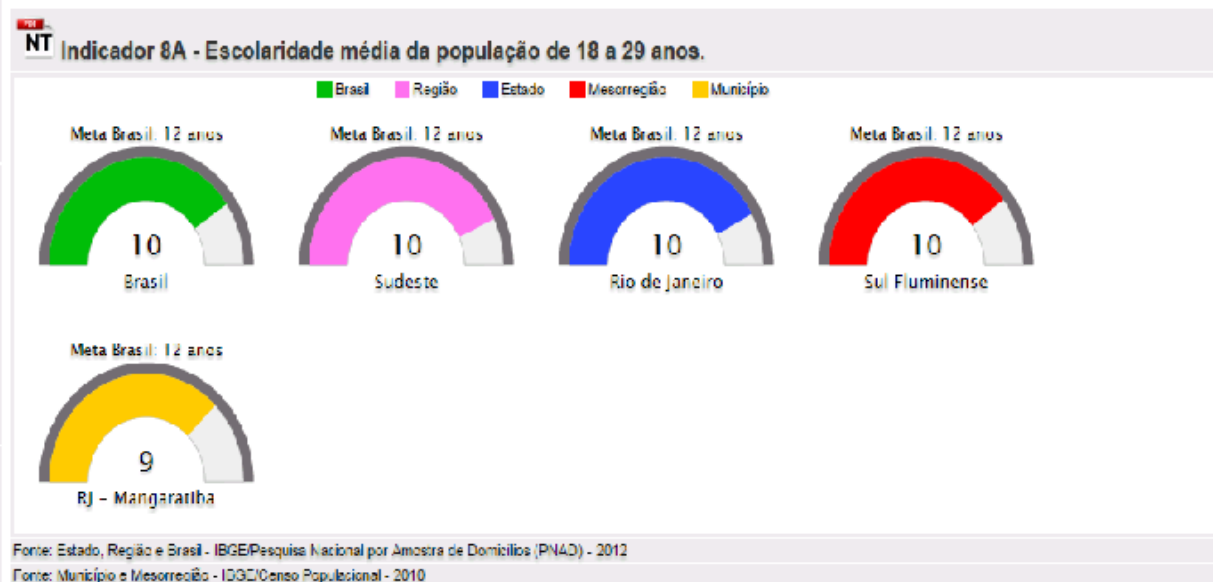 PDF
NT Indicador 8A - Escolaridade média da população de 18 a 29 anos.
Brasil Região Estado Mesorregião Município
Meta Brasil: 12 anos Meta Brasil: 12 anos Meta Brasil: 12 anos Meta Brasil: 12 anos
10 10 10 10
Brasil Sudeste Rio de Janeiro Sul Fluminense
Meta Brasil: 12 anos
9
RJ - Mangaratiba
Fonte: Estado, Região e Brasil - IBGE/Pesquisa Nacional por Amostra de Domicílios (PNAD) - 2012
Fonte: Município e Mesorregião - IBGE/Censo Populacional - 2010